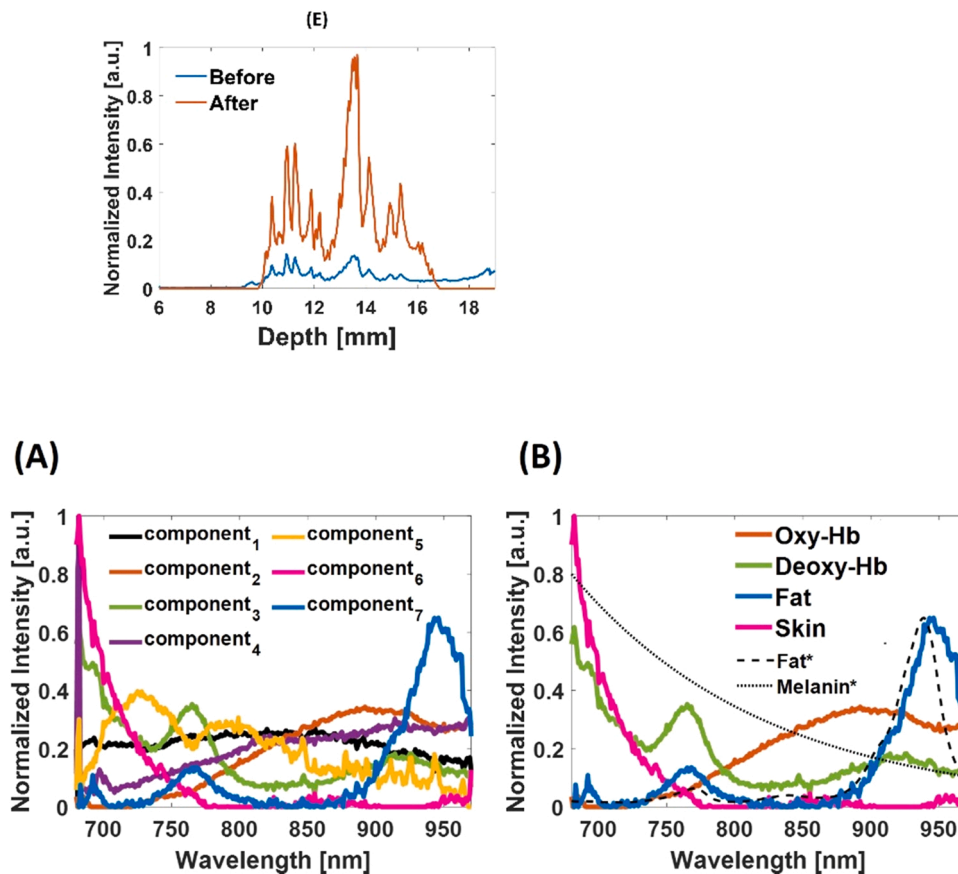 (E)
Normalized Intensity [a.u.]
1
0.8
0.6
0.4
0.2
0
Before
After
6 8 10 12 14 16 18
Depth [mm]
(A)
Normalized Intensity [a.u.]
1
0.8
0.6
0.4
0.2
0
component1 component5
component2 component6
component3 component7
component4
700 750 800 850 900 950
Wavelength [nm]
(B)
Normalized Intensity [a.u.]
1
0.8
0.6
0.4
0.2
0
Oxy-Hb
Deoxy-Hb
Fat
Skin
Fat*
Melanin*
700 750 800 850 900 950
Wavelength [nm]